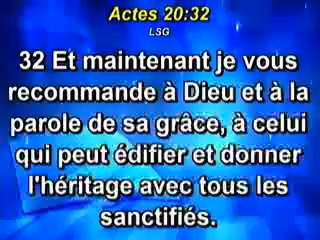 Actes 20:32
LSG
32 Et maintenant je vous
recommande à Dieu et à la
parole de sa grâce, à celui
qui peut édifier et donner
l'héritage avec tous les
sanctifiés.